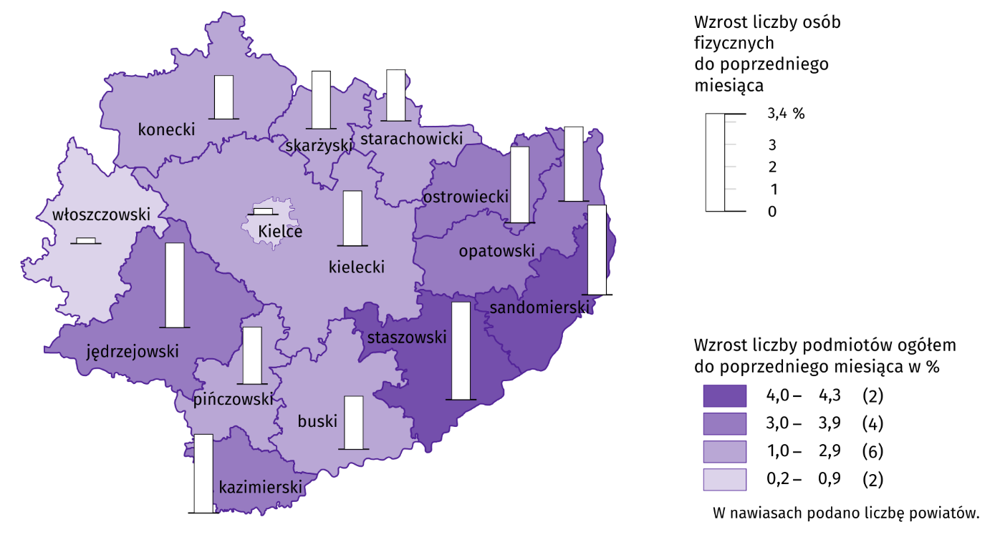 Wzrost liczby osób
fizycznych
do poprzedniego
miesiąca
3,4 %
3
2
1
0
konecki
skarżyski
starachowicki
włoszczowski
Kielce
ostrowiecki
opatowski
kielecki
sandomierski
staszowski
jędrzejowski
pińczowski
buski
kazimierski
Wzrost liczby podmiotów ogółem
do poprzedniego miesiąca w %
4,0 – 4,3 (2)
3,0 – 3,9 (4)
1,0 – 2,9 (6)
0,2 – 0,9 (2)
W nawiasach podano liczbę powiatów.